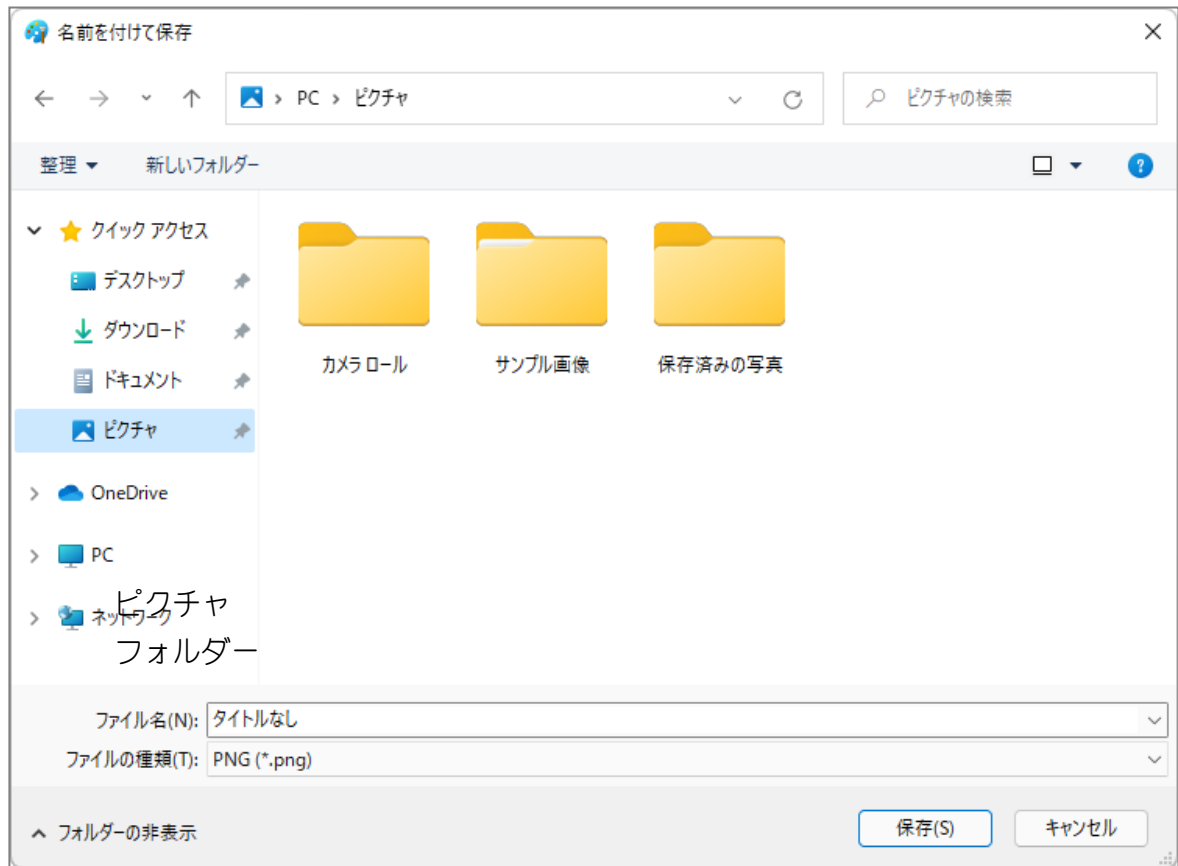 名前を付けて保存
PC ピクチャ
ピクチャの検索
整理 新しいフォルダー
クイック アクセス
デスクトップ
ダウンロード
ドキュメント
ピクチャ
OneDrive
PC
ネットワーク
カメラ ロール
サンプル画像
保存済みの写真
ピクチャ
フォルダー
ファイル名(N): タイトルなし
ファイルの種類(T): PNG (*.png)
フォルダーの非表示
保存(S) キャンセル